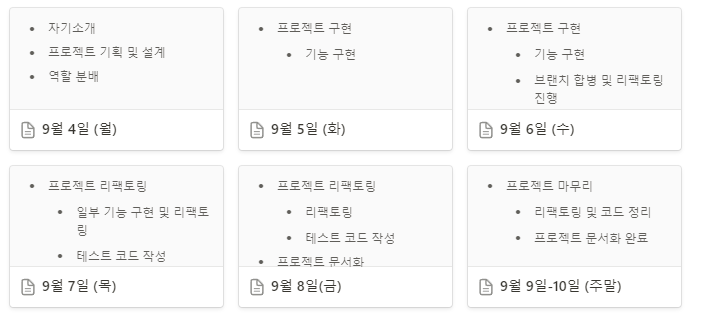 • 자기소개
• 프로젝트 기획 및 설계
• 역할 분배
9월 4일 (월)
• 프로젝트 구현
• 기능 구현
9월 5일 (화)
• 프로젝트 구현
• 기능 구현
• 브랜치 합병 및 리팩토링
진행
9월 6일 (수)
• 프로젝트 리팩토링
• 일부 기능 구현 및 리팩토
링
• 테스트 코드 작성
9월 7일 (목)
• 프로젝트 리팩토링
• 리팩토링
• 테스트 코드 작성
• 프로젝트 문서화
9월 8일(금)
• 프로젝트 마무리
• 리팩토링 및 코드 정리
• 프로젝트 문서화 완료
9월 9일-10일 (주말)